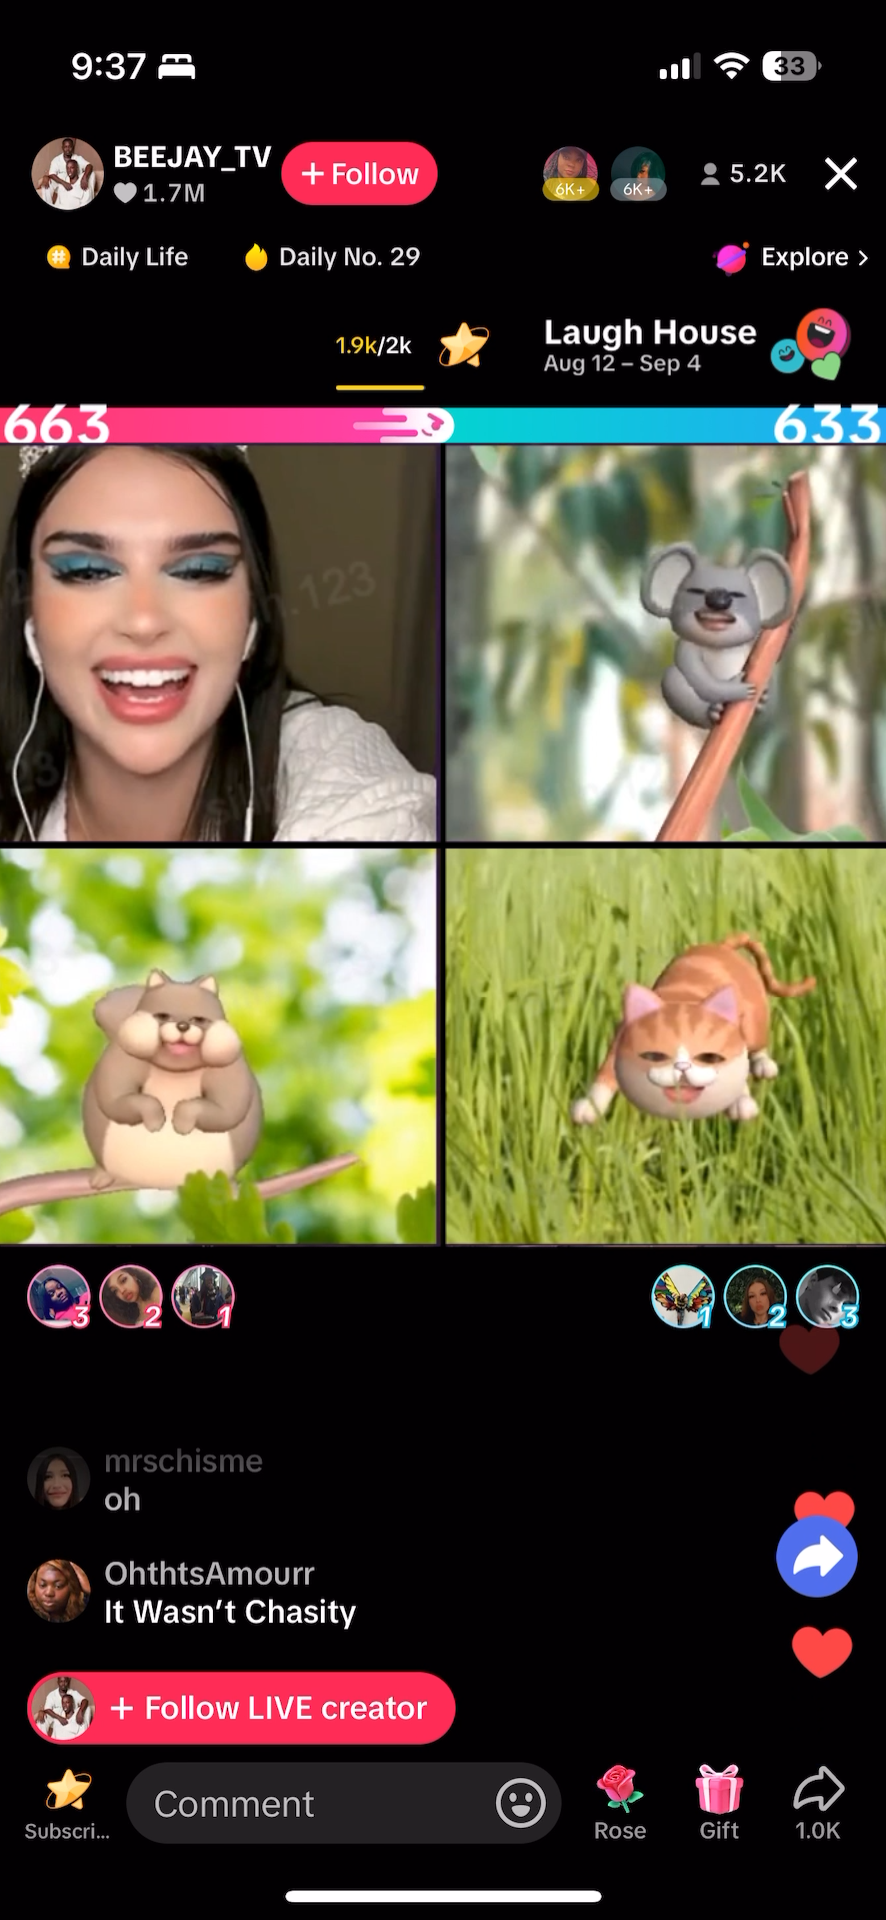 9:37
33
BEEJAY_TV
1.7M
+ Follow
6K+
6K+
5.2K
Daily Life
Daily No. 29
Explore >
1.9k/2k
Laugh House
Aug 12 – Sep 4
663
633
n.123
3
2
1
1
2
3
mrschisme
oh
OhthtsAmourr
It Wasn't Chasity
+ Follow LIVE creator
Subscri...
Comment
Rose
Gift
1.0K